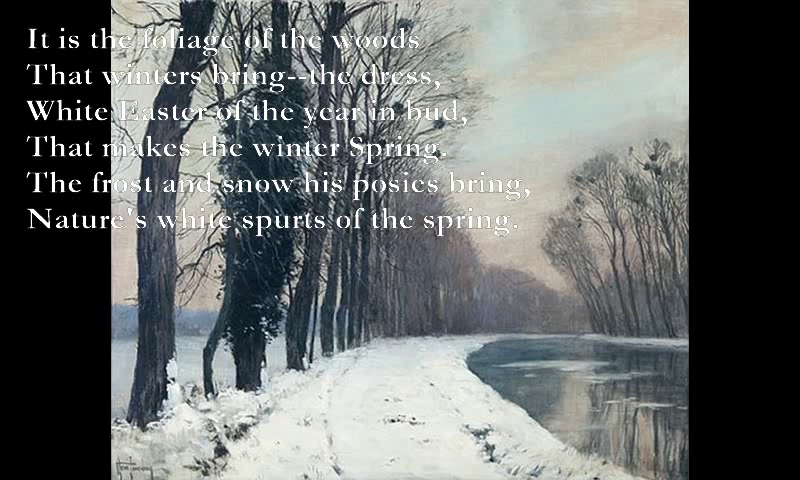 It is the foliage of the woods
That winters bring--the dress,
White Easter of the year in bud,
That makes the winter Spring.
The frost and snow his posies bring,
Nature's white spurts of the spring.